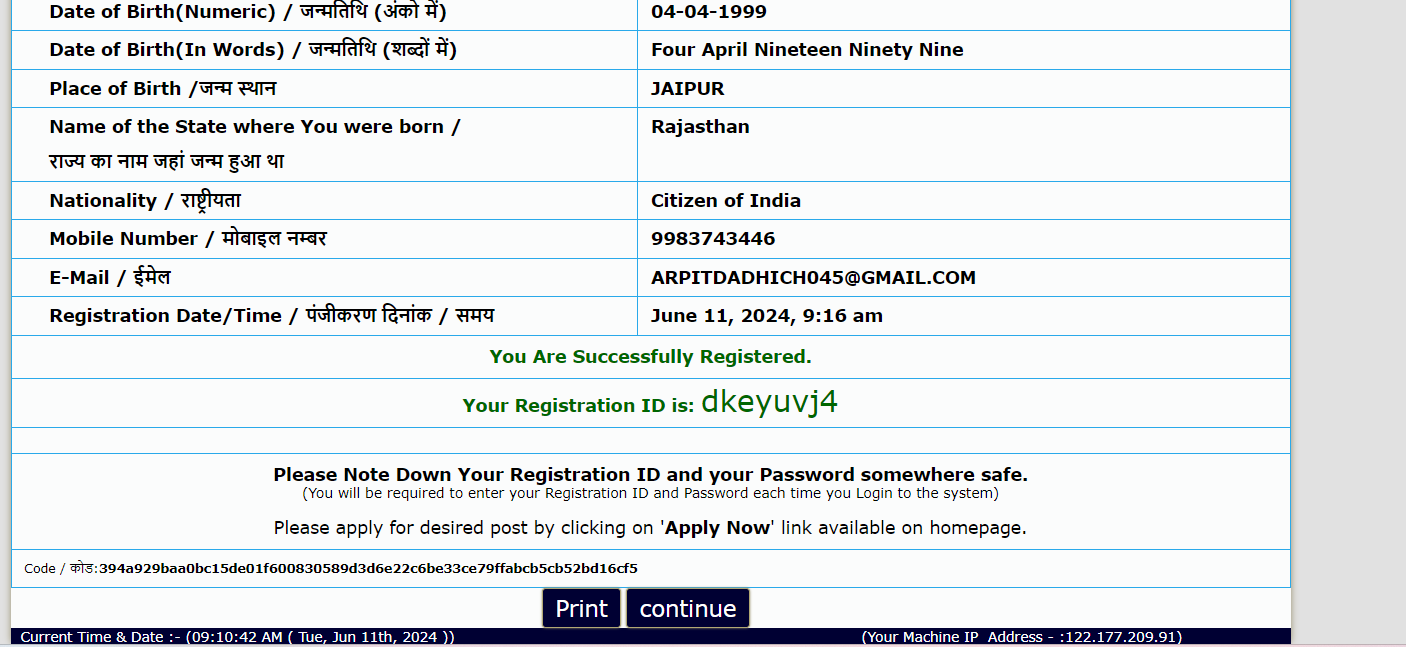 Date of Birth(Numeric) / जन्मतिथि (अंको में) 04-04-1999
Date of Birth(In Words) / जन्मतिथि (शब्दों में) Four April Nineteen Ninety Nine
Place of Birth /जन्म स्थान JAIPUR
Name of the State where You were born / Rajasthan
राज्य का नाम जहां जन्म हुआ था
Nationality / राष्ट्रीयता Citizen of India
Mobile Number / मोबाइल नम्बर 9983743446
E-Mail / ईमेल ARPITDADHICH045@GMAIL.COM
Registration Date/Time / पंजीकरण दिनांक / समय June 11, 2024, 9:16 am
You Are Successfully Registered.
Your Registration ID is: dkeyuvj4
Please Note Down Your Registration ID and your Password somewhere safe.
(You will be required to enter your Registration ID and Password each time you Login to the system)
Please apply for desired post by clicking on 'Apply Now' link available on homepage.
Code / कोड:394a929baa0bc15de01f600830589d3d6e22c6be33ce79ffabcb5cb52bd16cf5
Print continue
Current Time & Date :- (09:10:42 AM ( Tue, Jun 11th, 2024 )) (Your Machine IP Address - :122.177.209.91)